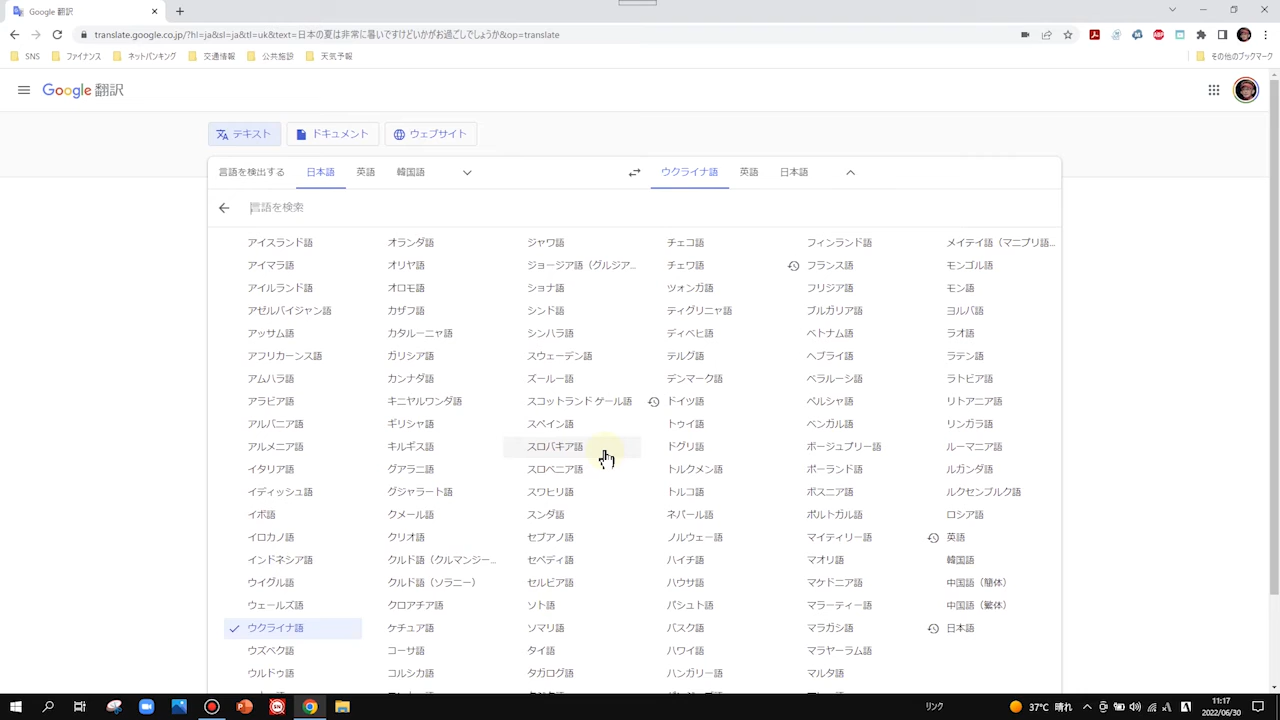 Google 翻訳
translate.google.co.jp/?hl=ja&sl=ja&tl=uk&text=日本の夏は非常に暑いですけどいかがお過ごしでしょうか&op=translate
SNS ファイナンス ネットバンキング 交通情報 公共施設 天気予報 その他のブックマーク
Google 翻訳
テキスト ドキュメント ウェブサイト
言語を検出する 日本語 英語 韓国語 ウクライナ語 英語 日本語
言語を検索
アイスランド語 オランダ語 ジャワ語 チェコ語 フィンランド語 メイテイ語（マニプリ語...
アイマラ語 オリヤ語 ジョージア語（グルジア... チェワ語 フランス語 モンゴル語
アイルランド語 オロモ語 ショナ語 ツォンガ語 フリジア語 モン語
アゼルバイジャン語 カザフ語 シンド語 ティグリニャ語 ブルガリア語 ヨルバ語
アッサム語 カタルーニャ語 シンハラ語 ディベヒ語 ベトナム語 ラオ語
アフリカーンス語 ガリシア語 スウェーデン語 テルグ語 ヘブライ語 ラテン語
アムハラ語 カンナダ語 ズールー語 デンマーク語 ベラルーシ語 ラトビア語
アラビア語 キニヤルワンダ語 スコットランド ゲール語 ドイツ語 ペルシャ語 リトアニア語
アルバニア語 ギリシャ語 スペイン語 トゥイ語 ベンガル語 リンガラ語
アルメニア語 キルギス語 スロバキア語 ドグリ語 ボージュプリー語 ルーマニア語
イタリア語 グアラニ語 スロベニア語 トルクメン語 ポーランド語 ルガンダ語
イディッシュ語 グジャラート語 スワヒリ語 トルコ語 ボスニア語 ルクセンブルク語
イボ語 クメール語 スンダ語 ネパール語 ポルトガル語 ロシア語
イロカノ語 クリオ語 セブアノ語 ノルウェー語 マイティリー語 英語
インドネシア語 クルド語（クルマンジー... セペディ語 ハイチ語 マオリ語 韓国語
ウイグル語 クルド語（ソラニー） セルビア語 ハウサ語 マケドニア語 中国語（簡体）
ウェールズ語 クロアチア語 ソト語 パシュト語 マラーティー語 中国語（繁体）
ウクライナ語 ケチュア語 ソマリ語 バスク語 マラガシ語 日本語
ウズベク語 コーサ語 タイ語 ハワイ語 マラヤーラム語
ウルドゥ語 コルシカ語 タガログ語 ハンガリー語 マルタ語
リンク 37℃ 晴れ A 11:17
2022/06/30